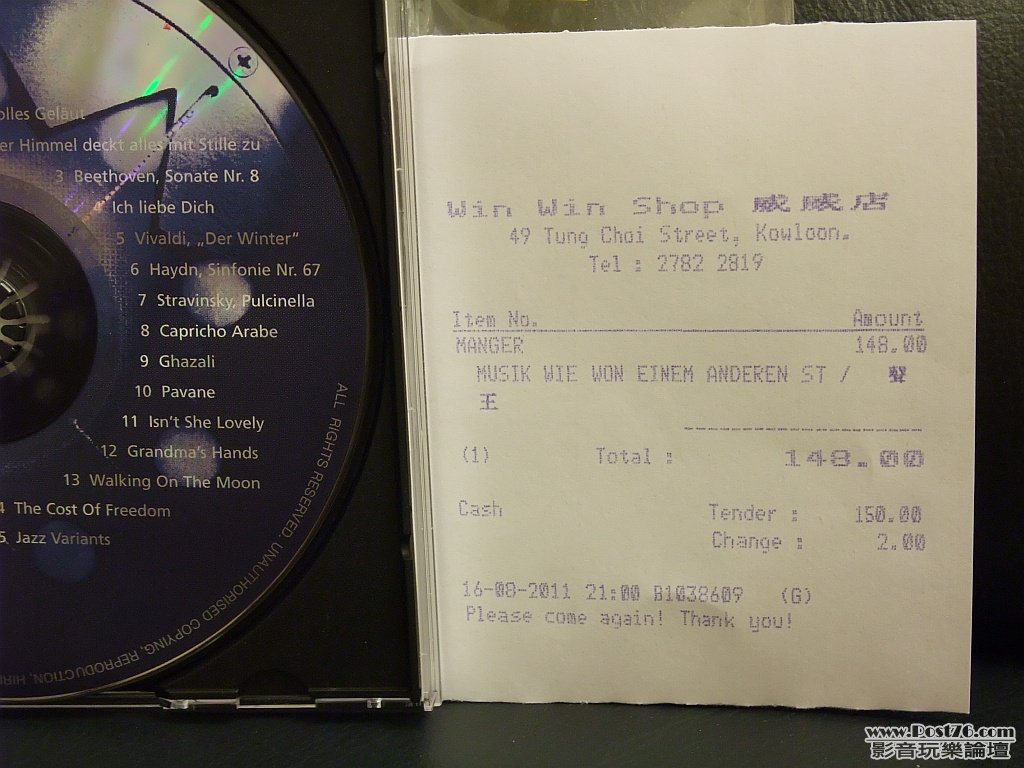 olles Geläut
er Himmel deckt alles mit Stille zu
3 Beethoven, Sonate Nr. 8
4 Ich liebe Dich
5 Vivaldi, „Der Winter“
6 Haydn, Sinfonie Nr. 67
7 Stravinsky, Pulcinella
8 Capricho Arabe
9 Ghazali
10 Pavane
11 Isn't She Lovely
12 Grandma's Hands
13 Walking On The Moon
4 The Cost Of Freedom
5 Jazz Variants
ALL RIGHTS RESERVED. UNAUTHORISED COPYING, REPRODUCTION, HIRI
Win Win Shop 威威店
49 Tung Choi Street, Kowloon.
Tel : 2782 2819
Item No. Amount
MANGER 148.00
MUSIK WIE WON EINEM ANDEREN ST /
王
(1) Total : 148.00
Cash Tender : 150.00
Change : 2.00
16-08-2011 21:00 B1038609 (G)
Please come again! Thank you!
www.Post76.com
影音玩樂論壇